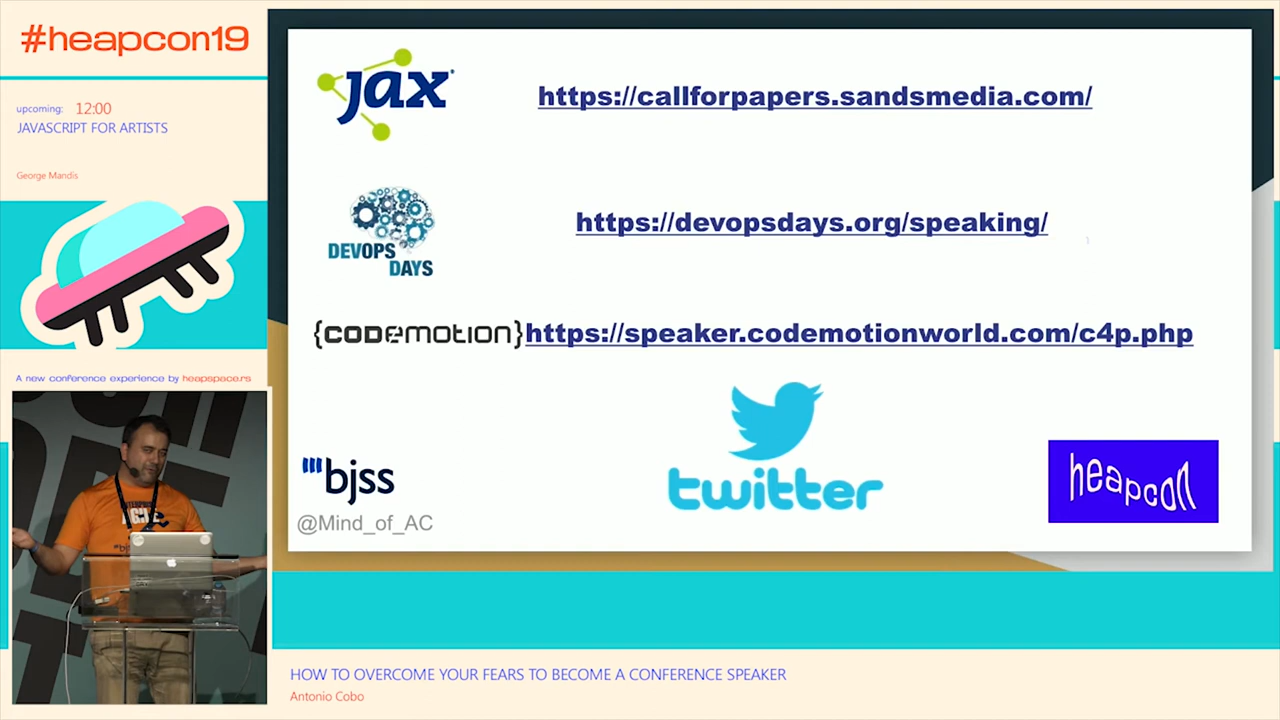 #heapcon19
upcoming: 12:00
JAVASCRIPT FOR ARTISTS
George Mandis
A new conference experience by heapspace.rs
jax
https://callforpapers.sandsmedia.com/
DEVOPS
DAYS
https://devopsdays.org/speaking/
{CODEMOTION}https://speaker.codemotionworld.com/c4p.php
bjss
@Mind_of_AC
twitter
heapcon
AGILE
HOW TO OVERCOME YOUR FEARS TO BECOME A CONFERENCE SPEAKER
Antonio Cobo